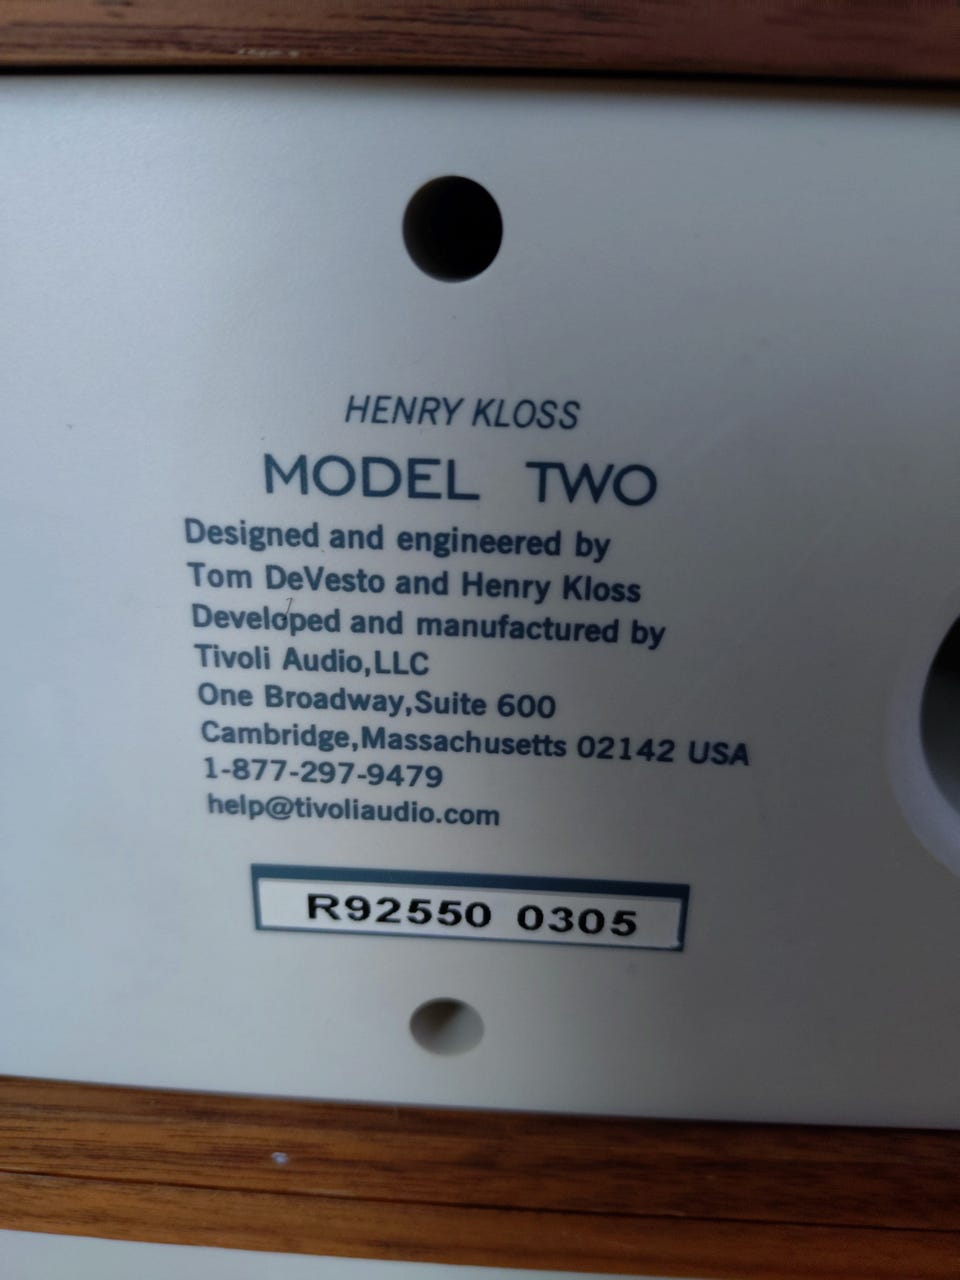 HENRY KLOSS
MODEL TWO
Designed and engineered by
Tom DeVesto and Henry Kloss
Developed and manufactured by
Tivoli Audio,LLC
One Broadway,Suite 600
Cambridge,Massachusetts 02142 USA
1-877-297-9479
help@tivoliaudio.com
R92550 0305